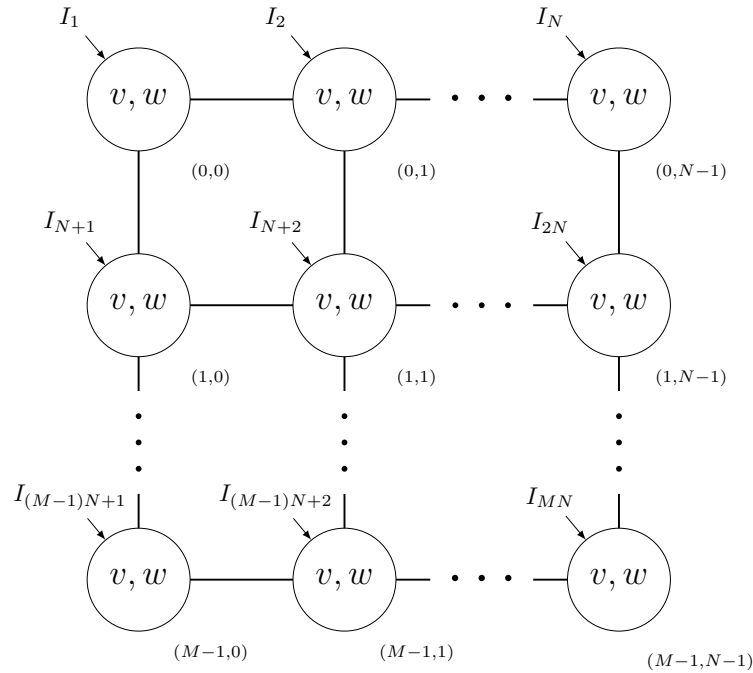 I_1 I_2 I_N
v, w v, w · · · v, w
(0,0) (0,1) (0,N−1)
I_{N+1} I_{N+2} I_{2N}
v, w v, w · · · v, w
(1,0) (1,1) (1,N−1)
I_{(M−1)N+1} I_{(M−1)N+2} I_{MN}
v, w v, w · · · v, w
(M−1,0) (M−1,1) (M−1,N−1)